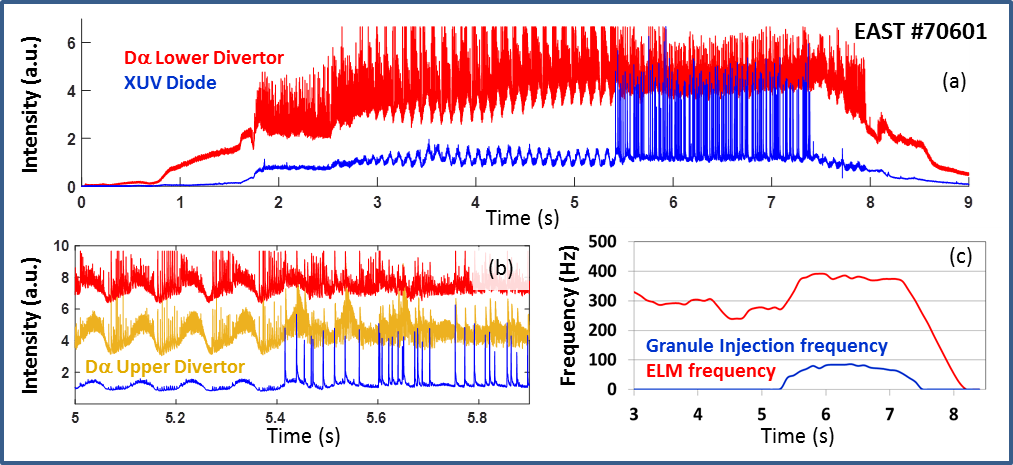 EAST #70601
Intensity (a.u.)
6
4
2
0
Dα Lower Divertor
XUV Diode
(a)
0 1 2 3 4 5 6 7 8 9
Time (s)
Intensity (a.u.)
10
8
6
4
2
(b)
Dα Upper Divertor
5 5.2 5.4 5.6 5.8
Time (s)
Frequency (Hz)
500
400
300
200
100
0
(c)
Granule Injection frequency
ELM frequency
3 4 5 6 7 8
Time (s)